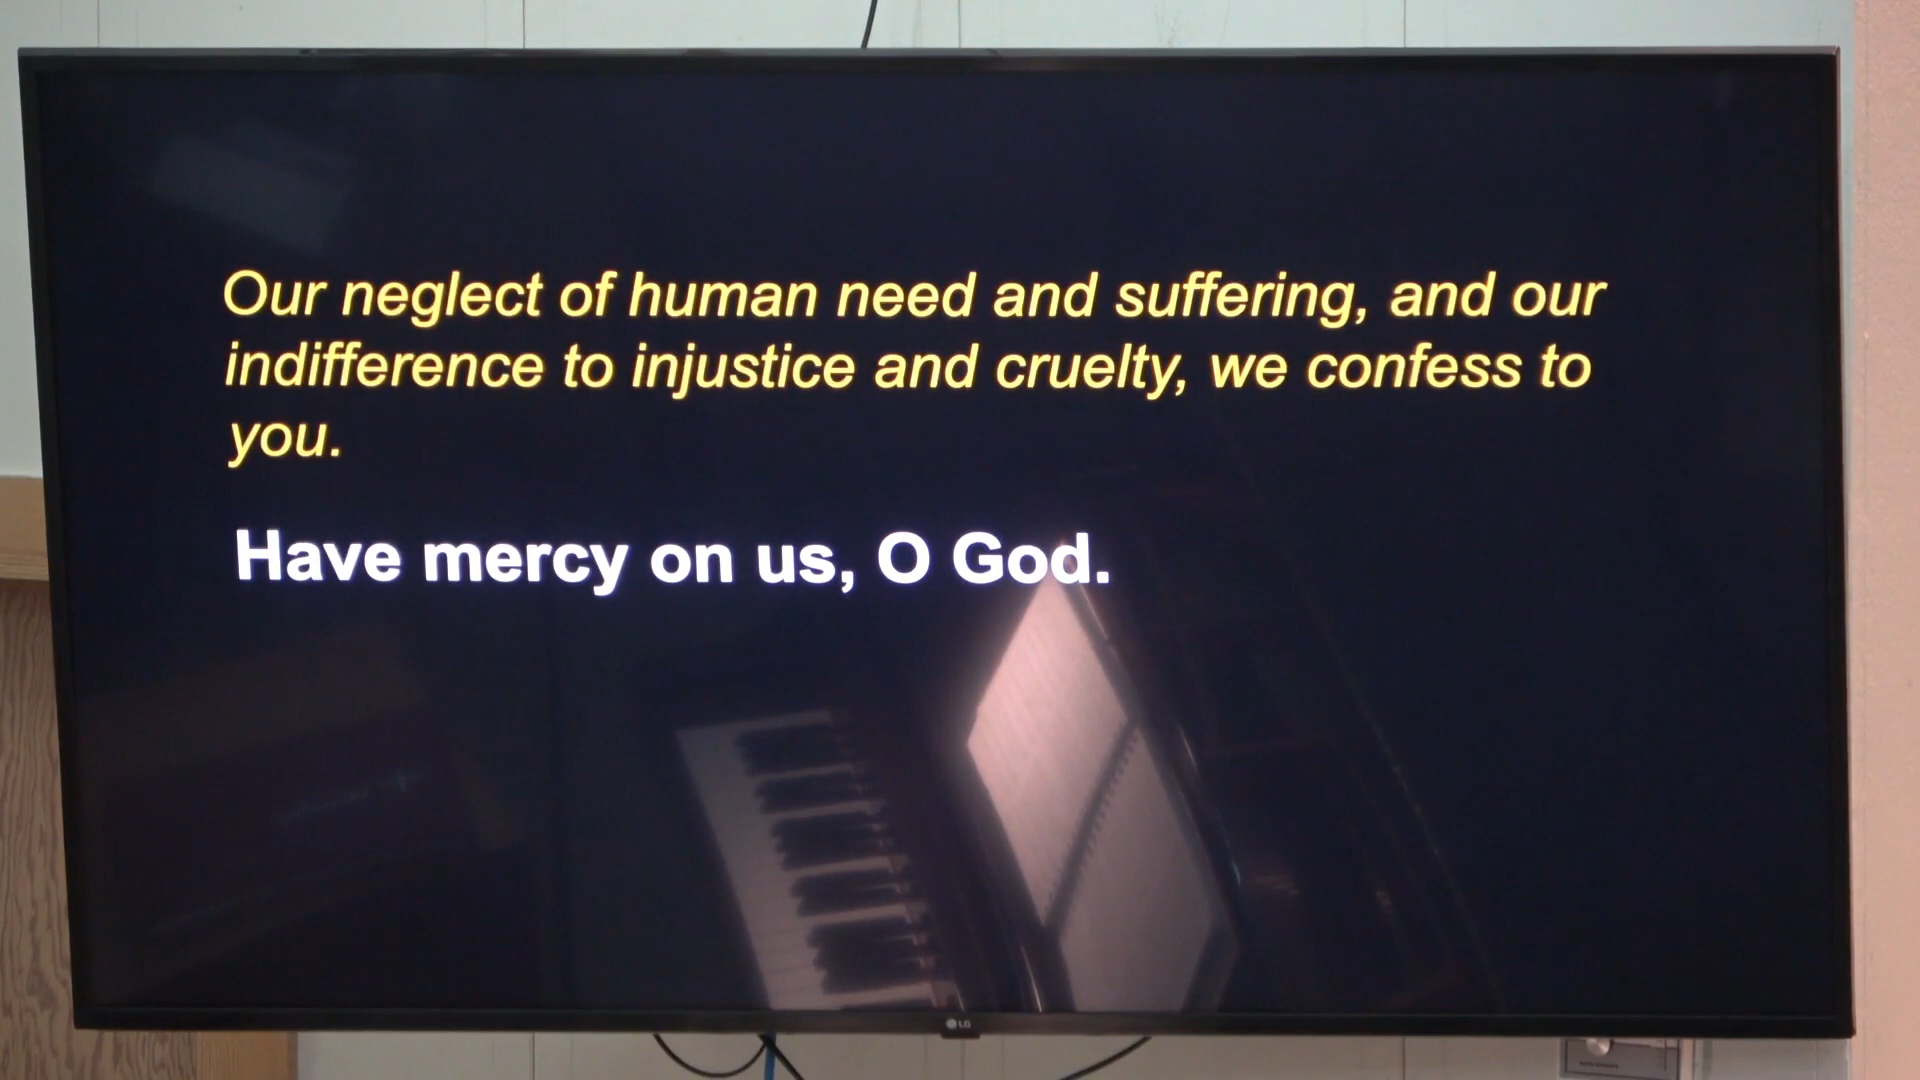 Our neglect of human need and suffering, and our
indifference to injustice and cruelty, we confess to
you.
Have mercy on us, O God.
LG